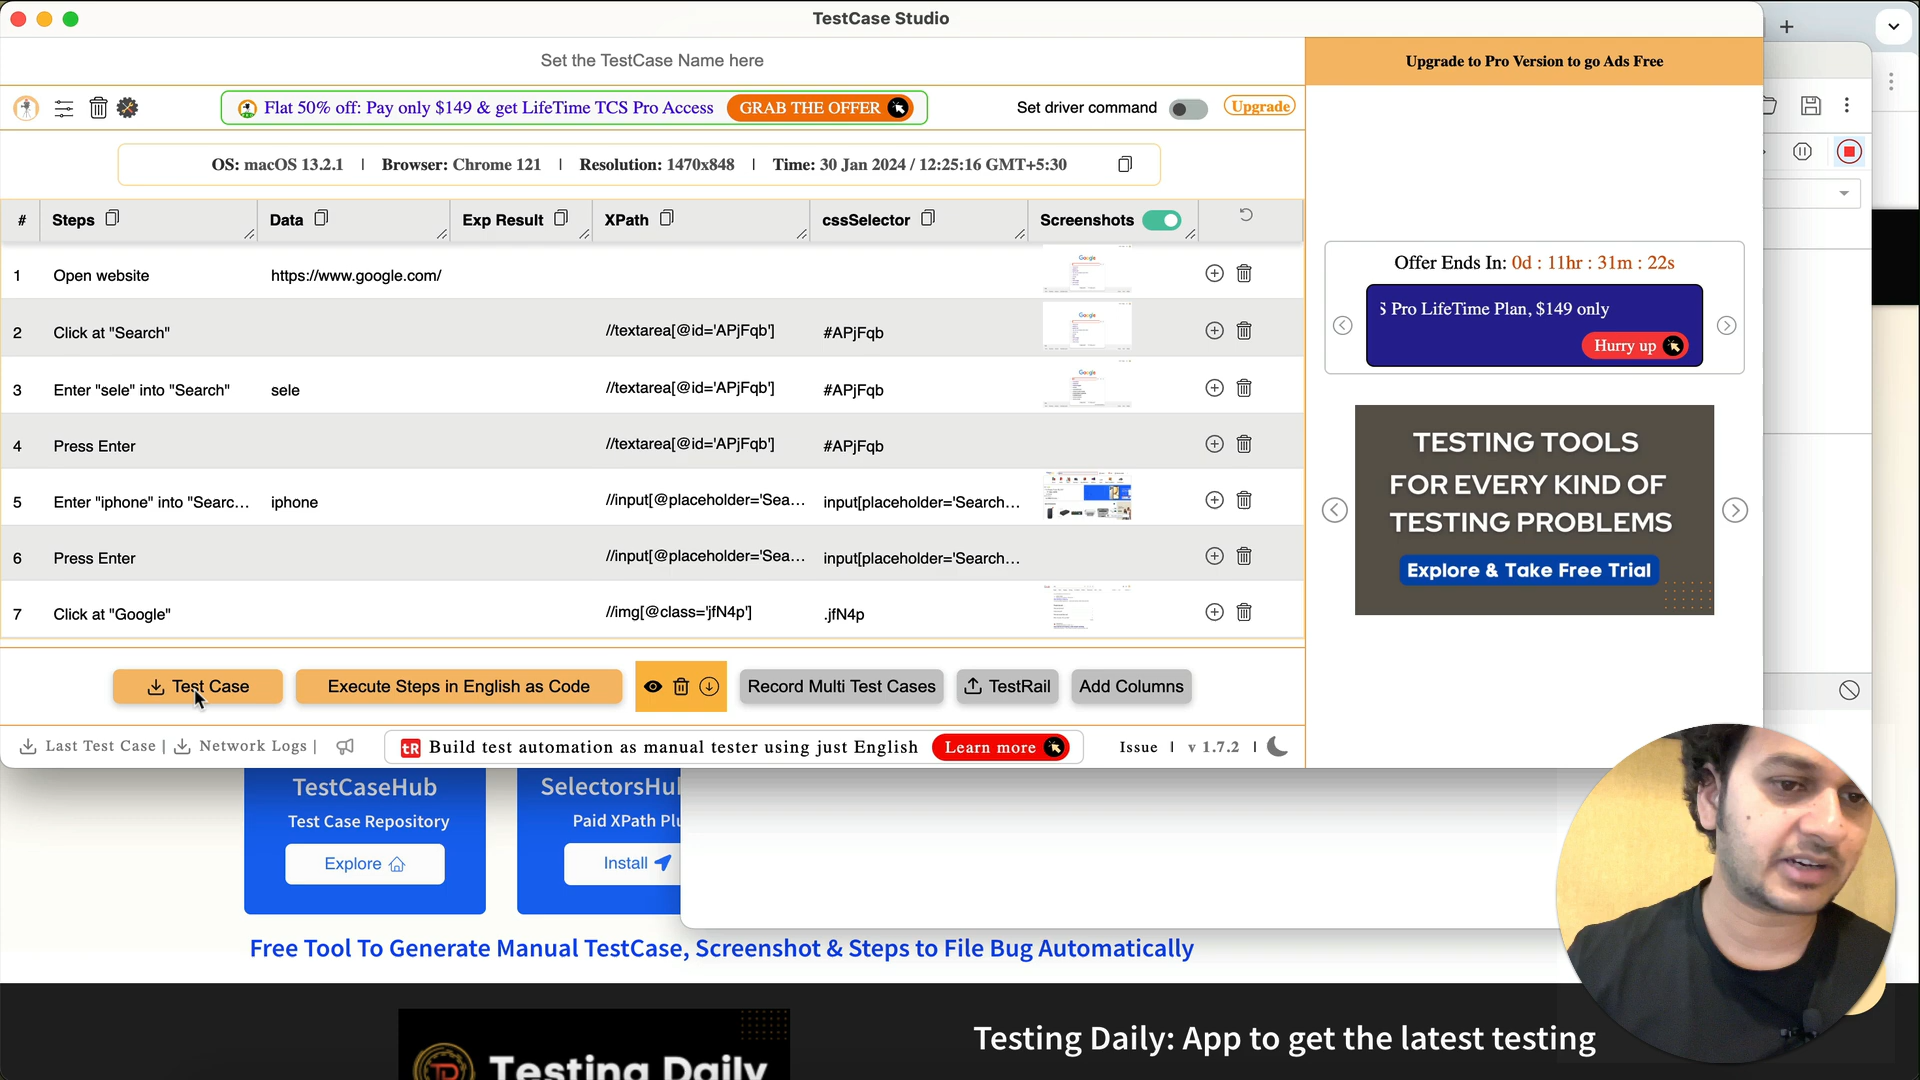 TestCase Studio
Set the TestCase Name here
Upgrade to Pro Version to go Ads Free
Flat 50% off: Pay only $149 & get LifeTime TCS Pro Access GRAB THE OFFER
Set driver command Upgrade
OS: macOS 13.2.1 | Browser: Chrome 121 | Resolution: 1470x848 | Time: 30 Jan 2024 / 12:25:16 GMT+5:30
# Steps Data Exp Result XPath cssSelector Screenshots
1 Open website https://www.google.com/
2 Click at "Search" //textarea[@id='APjFqb'] #APjFqb
3 Enter "sele" into "Search" sele //textarea[@id='APjFqb'] #APjFqb
4 Press Enter //textarea[@id='APjFqb'] #APjFqb
5 Enter "iphone" into "Searc... iphone //input[@placeholder='Sea... input[placeholder='Search...
6 Press Enter //input[@placeholder='Sea... input[placeholder='Search...
7 Click at "Google" //img[@class='jfN4p'] .jfN4p
Offer Ends In: 0d : 11hr : 31m : 22s
S Pro LifeTime Plan, $149 only
Hurry up
TESTING TOOLS
FOR EVERY KIND OF
TESTING PROBLEMS
Explore & Take Free Trial
Test Case Execute Steps in English as Code Record Multi Test Cases TestRail Add Columns
Last Test Case | Network Logs |
tR Build test automation as manual tester using just English Learn more
Issue | v 1.7.2 |
TestCaseHub
Test Case Repository
Explore
SelectorsHu
Paid XPath Plu
Install
Free Tool To Generate Manual TestCase, Screenshot & Steps to File Bug Automatically
Testing Daily
Testing Daily: App to get the latest testing